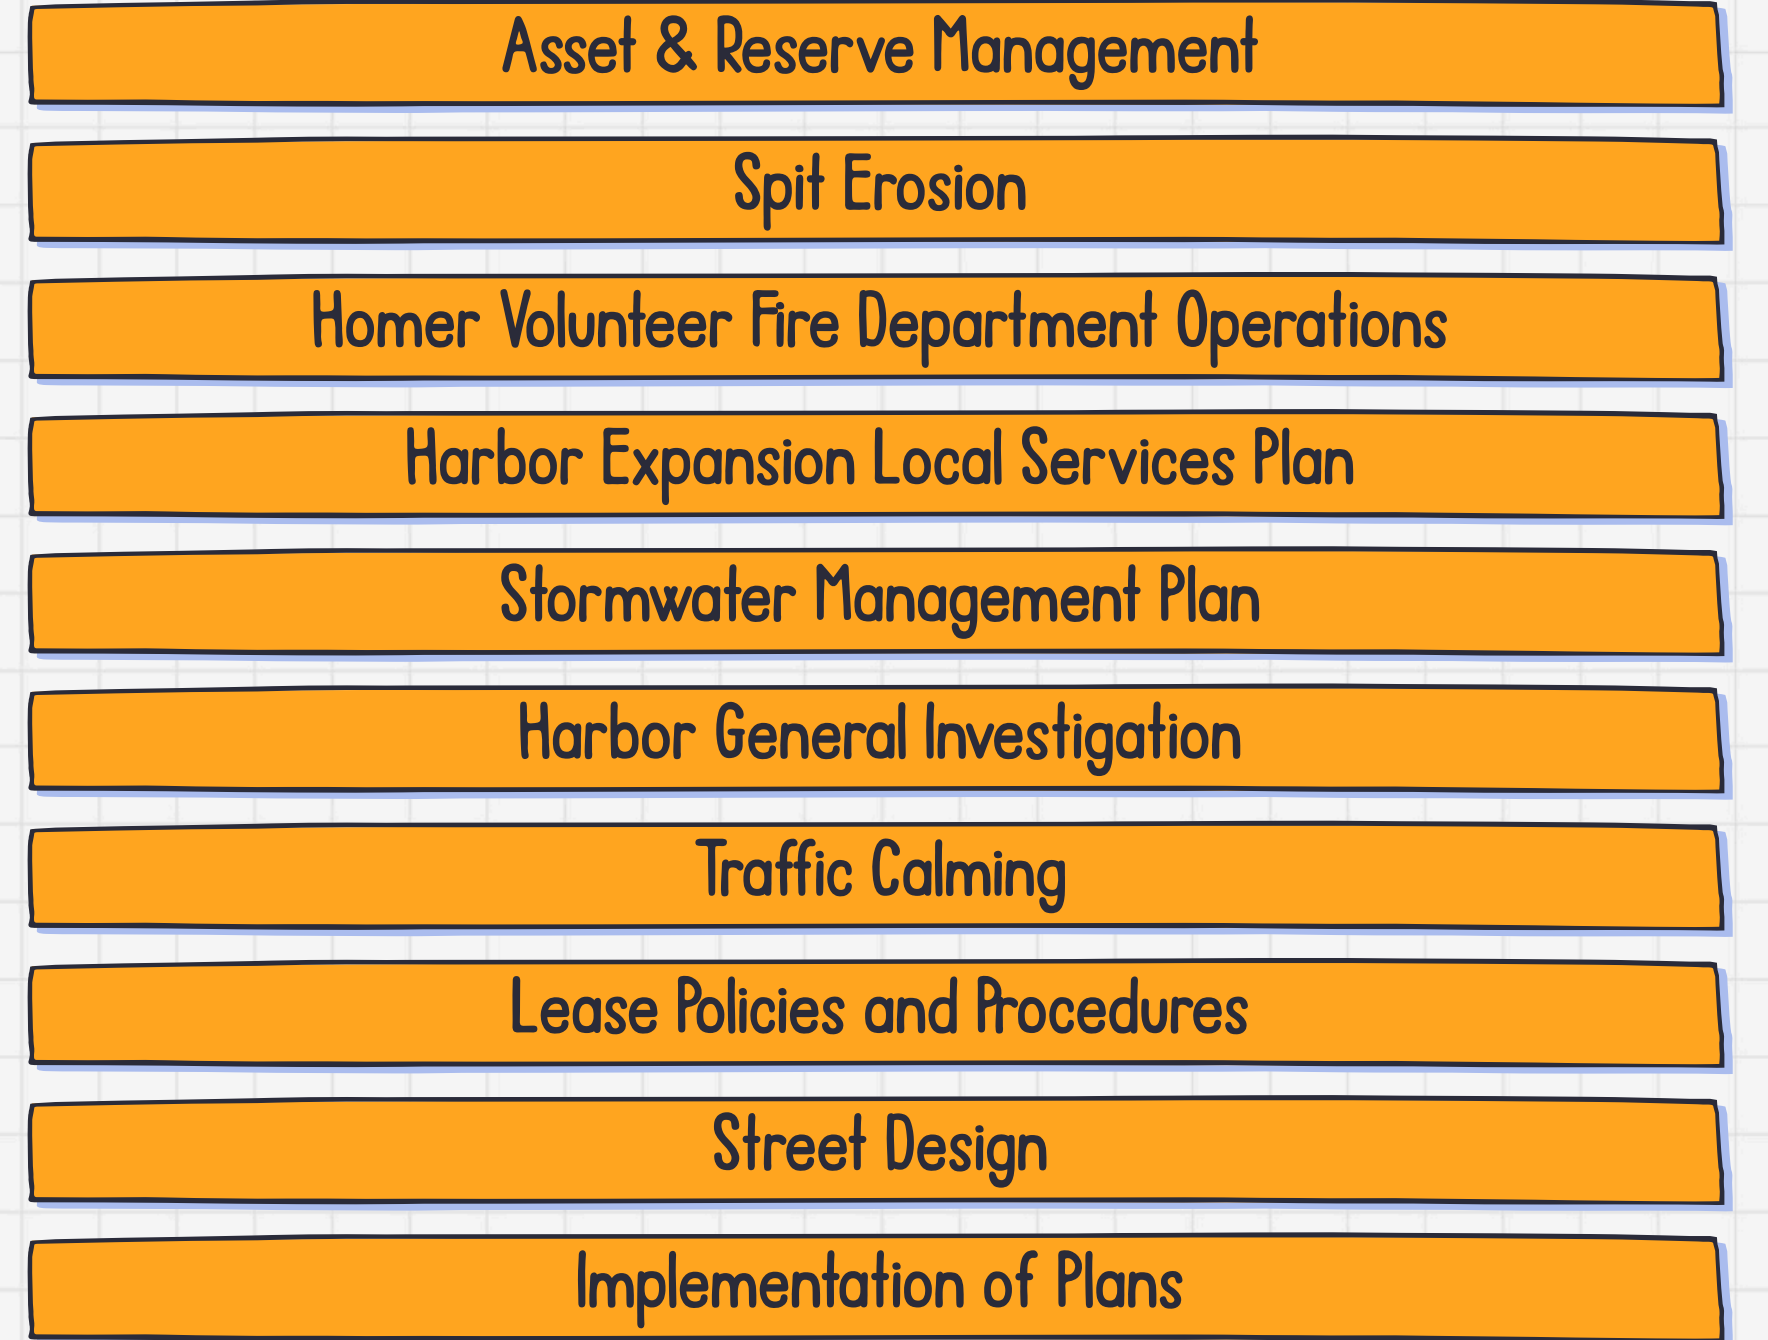 Asset & Reserve Management
Spit Erosion
Homer Volunteer Fire Department Operations
Harbor Expansion Local Services Plan
Stormwater Management Plan
Harbor General Investigation
Traffic Calming
Lease Policies and Procedures
Street Design
Implementation of Plans